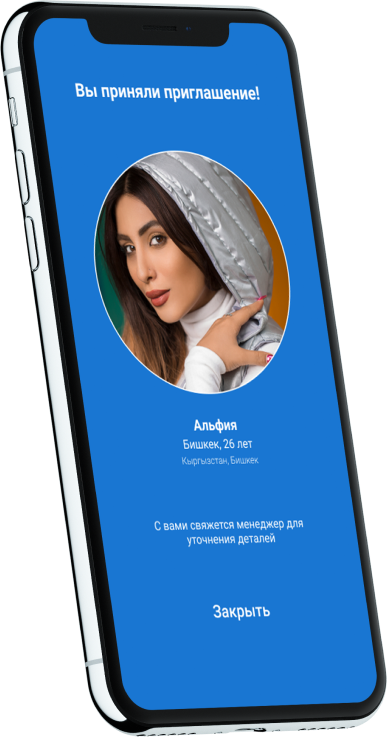 Вы приняли приглашение!
Альфия
Бишкек, 26 лет
Кыргызстан, Бишкек
С вами свяжется менеджер для
уточнения деталей
Закрыть